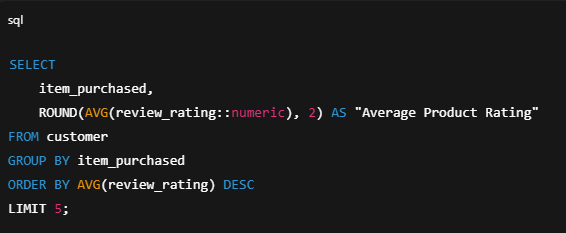 sql
SELECT
    item_purchased,
    ROUND(AVG(review_rating::numeric), 2) AS "Average Product Rating"
FROM customer
GROUP BY item_purchased
ORDER BY AVG(review_rating) DESC
LIMIT 5;